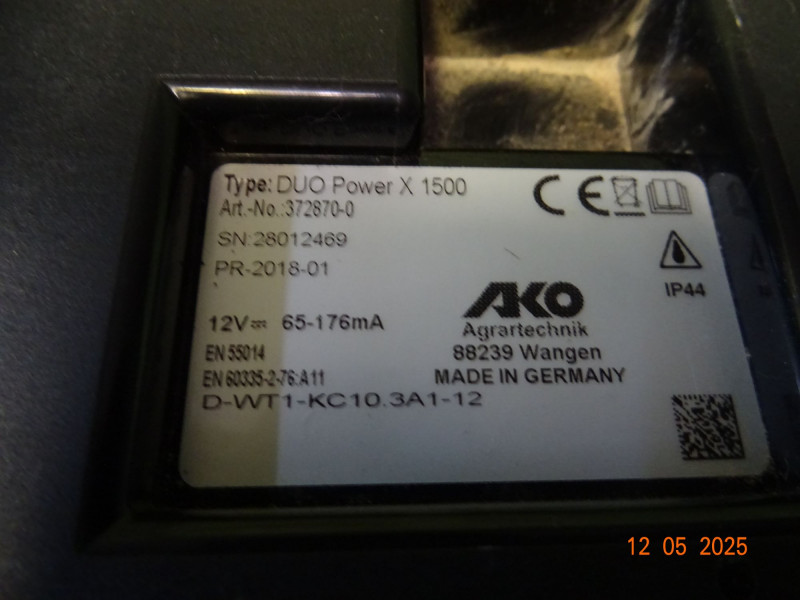 Type: DUO Power X 1500
Art.-No.:372870-0
SN:28012469
PR-2018-01
12V 65-176mA
EN 55014
EN 60335-2-76:A11
D-WT1-KC10.3A1-12
CE
IP44
AKO
Agrartechnik
88239 Wangen
MADE IN GERMANY
12 05 2025